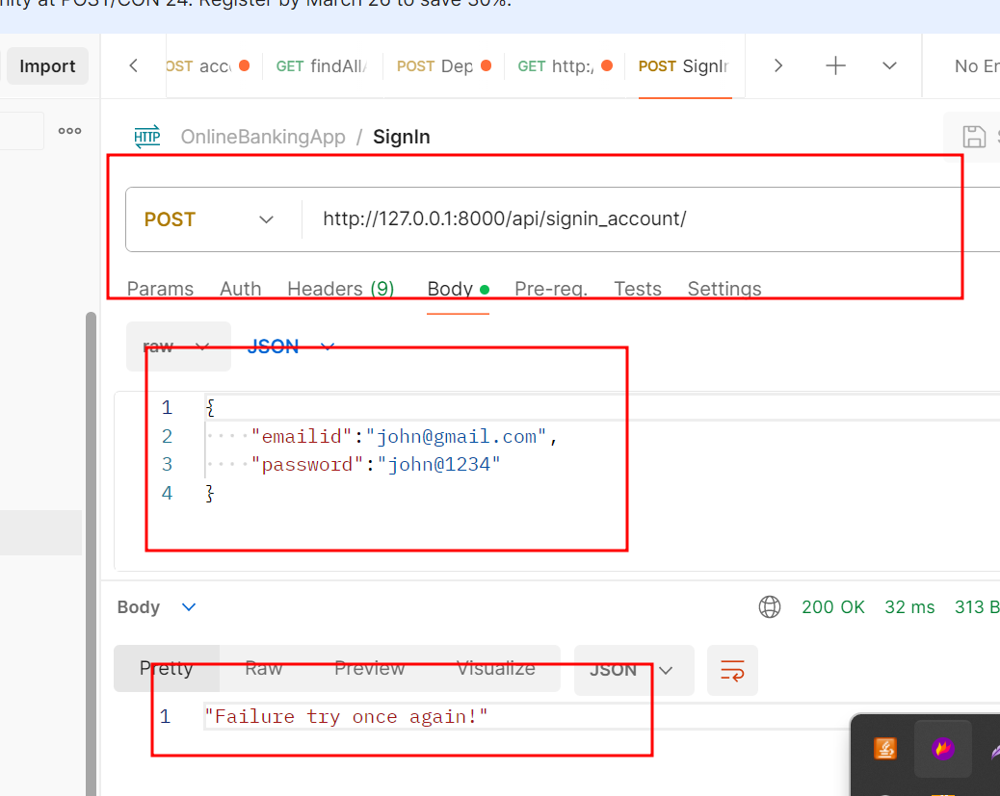 nity at POST/CON 24. Register by March 26 to save 30%.
Import
OST acc GET findAll/ POST Dep GET http:/ POST SignIn No En
HTTP OnlineBankingApp / SignIn
POST http://127.0.0.1:8000/api/signin_account/
Params Auth Headers (9) Body Pre-req. Tests Settings
raw JSON
1 {
2 "emailid":"john@gmail.com",
3 "password":"john@1234"
4 }
Body 200 OK 32 ms 313 B
Pretty Raw Preview Visualize JSON
1 "Failure try once again!"